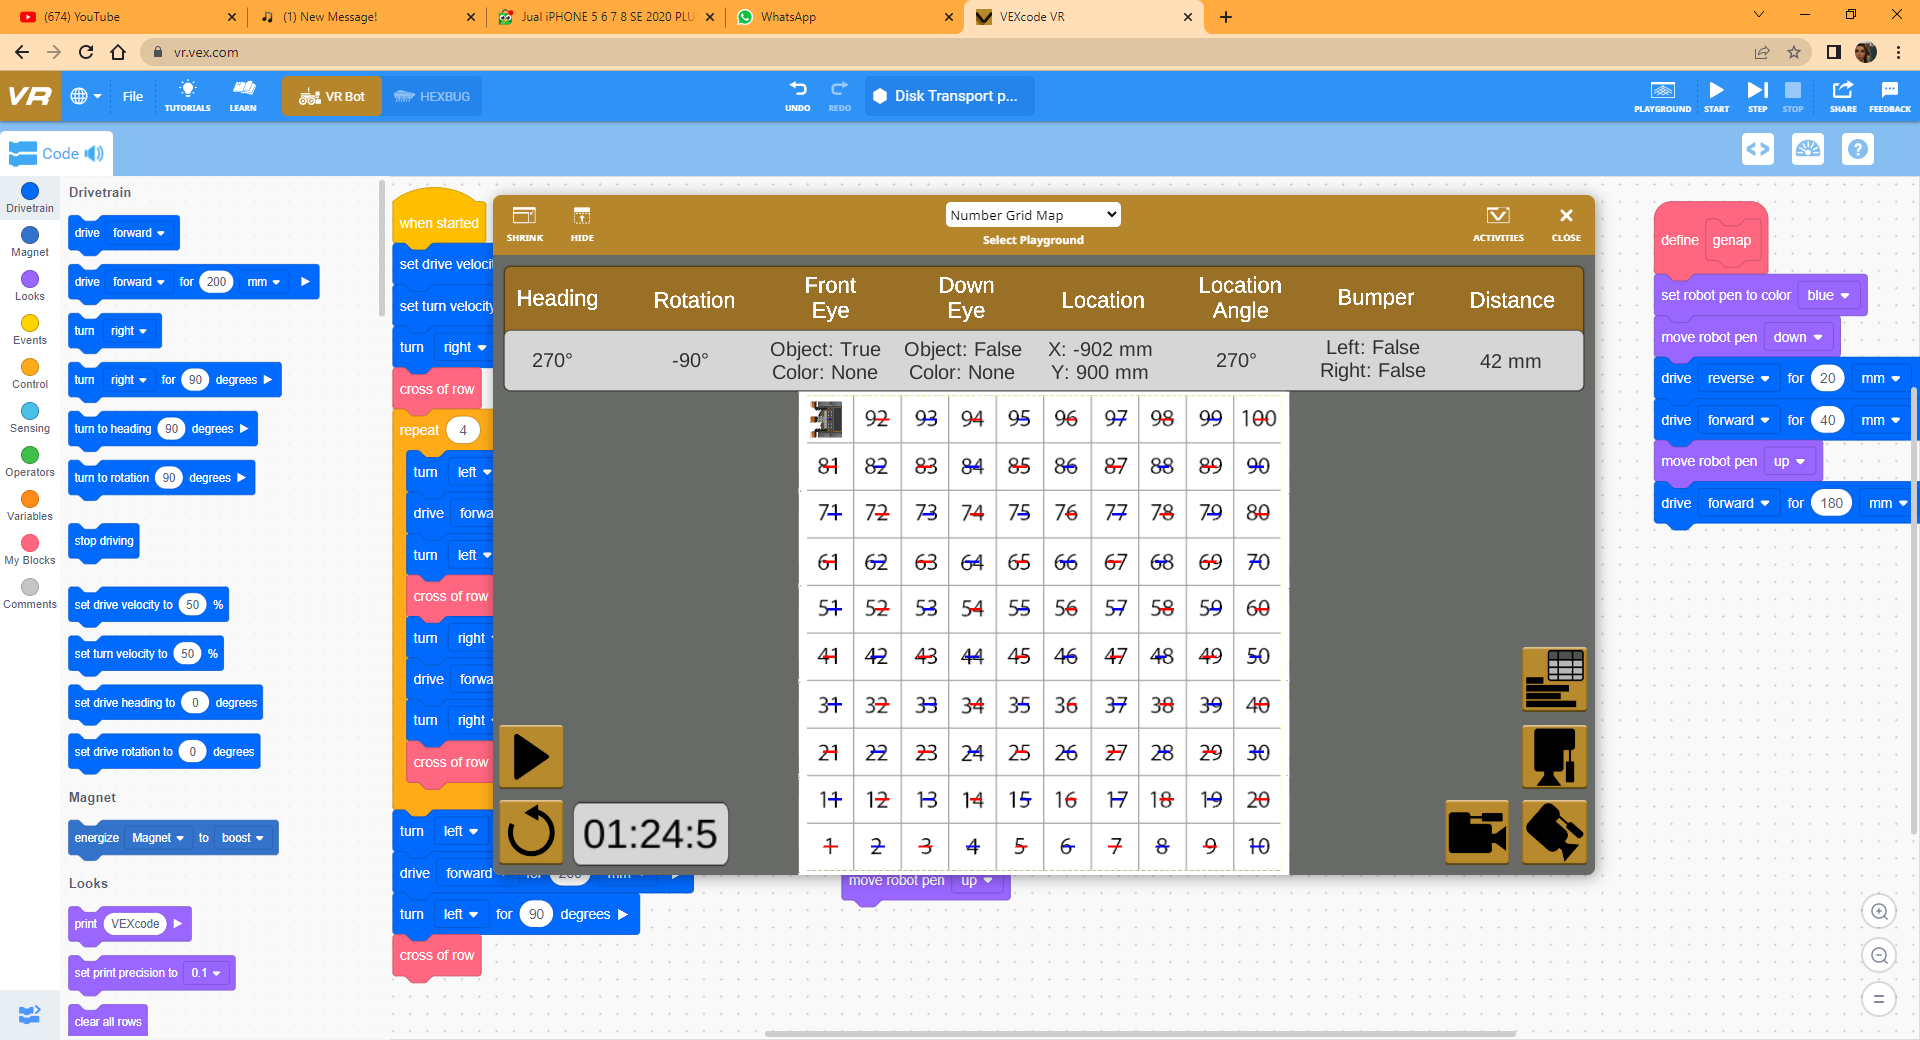 (674) YouTube
(1) New Message!
Jual iPHONE 5 6 7 8 SE 2020 PLU
WhatsApp
VEXcode VR
vr.vex.com
VR
File
TUTORIALS
LEARN
VR Bot
HEXBUG
UNDO
REDO
Disk Transport p...
PLAYGROUND
START
STEP
STOP
SHARE
FEEDBACK
Code
Drivetrain
Magnet
Looks
Events
Control
Sensing
Operators
Variables
My Blocks
Comments
Drivetrain
drive forward
drive forward for 200 mm
turn right
turn right for 90 degrees
turn to heading 90 degrees
turn to rotation 90 degrees
stop driving
set drive velocity to 50 %
set turn velocity to 50 %
set drive heading to 0 degrees
set drive rotation to 0 degrees
Magnet
energize Magnet to boost
Looks
print VEXcode
set print precision to 0.1
clear all rows
when started
set drive veloci
set turn velocity
turn right
cross of row
repeat 4
turn left
drive forwa
turn left
cross of row
turn right
drive forwa
turn right
cross of row
turn left
drive forward for 200 mm
turn left for 90 degrees
cross of row
SHRINK
HIDE
Number Grid Map
Select Playground
ACTIVITIES
CLOSE
Heading
Rotation
Front Eye
Down Eye
Location
Location Angle
Bumper
Distance
270°
-90°
Object: True
Color: None
Object: False
Color: None
X: -902 mm
Y: 900 mm
270°
Left: False
Right: False
42 mm
92 93 94 95 96 97 98 99 100
81 82 83 84 85 86 87 88 89 90
71 72 73 74 75 76 77 78 79 80
61 62 63 64 65 66 67 68 69 70
51 52 53 54 55 56 57 58 59 60
41 42 43 44 45 46 47 48 49 50
31 32 33 34 35 36 37 38 39 40
21 22 23 24 25 26 27 28 29 30
11 12 13 14 15 16 17 18 19 20
1 2 3 4 5 6 7 8 9 10
01:24:5
move robot pen up
define genap
set robot pen to color blue
move robot pen down
drive reverse for 20 mm
drive forward for 40 mm
move robot pen up
drive forward for 180 mm